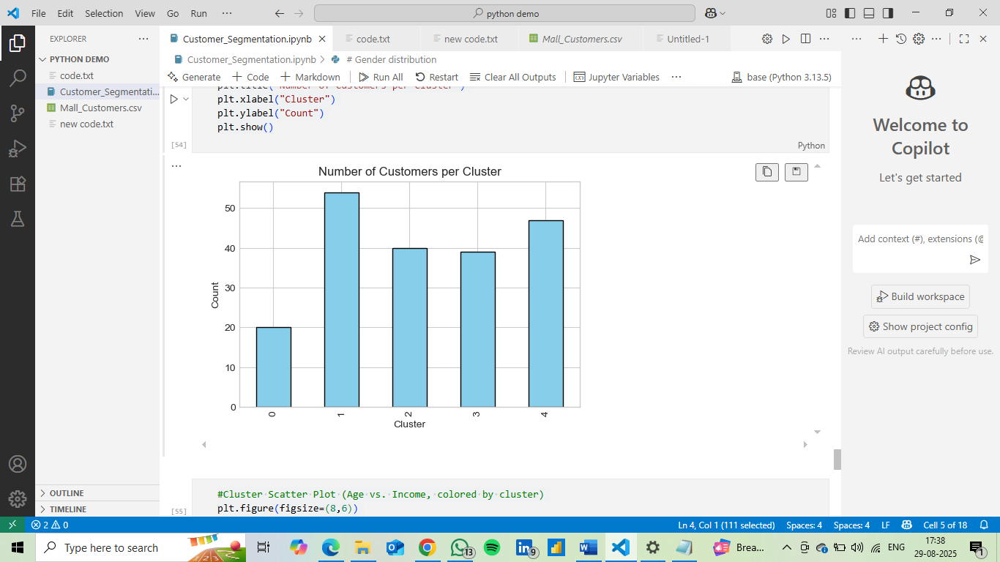 File Edit Selection View Go Run ··· python demo
EXPLORER ···
PYTHON DEMO
code.txt
Customer_Segmentati...
Mall_Customers.csv
new code.txt
OUTLINE
TIMELINE
Customer_Segmentation.ipynb code.txt new code.txt Mall_Customers.csv Untitled-1
Customer_Segmentation.ipynb > # Gender distribution
Generate + Code + Markdown Run All Restart Clear All Outputs Jupyter Variables ··· base (Python 3.13.5)
plt.title("Number of Customers per Cluster")
plt.xlabel("Cluster")
plt.ylabel("Count")
plt.show()
[54]
Python
Number of Customers per Cluster
50
40
30
20
10
0
Count
0 1 2 3 4
Cluster
#Cluster·Scatter·Plot·(Age·vs.·Income,·colored·by·cluster)
plt.figure(figsize=(8,6))
[55]
Welcome to
Copilot
Let's get started
Add context (#), extensions (@
Build workspace
Show project config
Review AI output carefully before use.
2 0 Ln 4, Col 1 (111 selected) Spaces: 4 Spaces: 4 LF Cell 5 of 18
Type here to search 13 9 Brea... ENG 17:38
29-08-2025
1